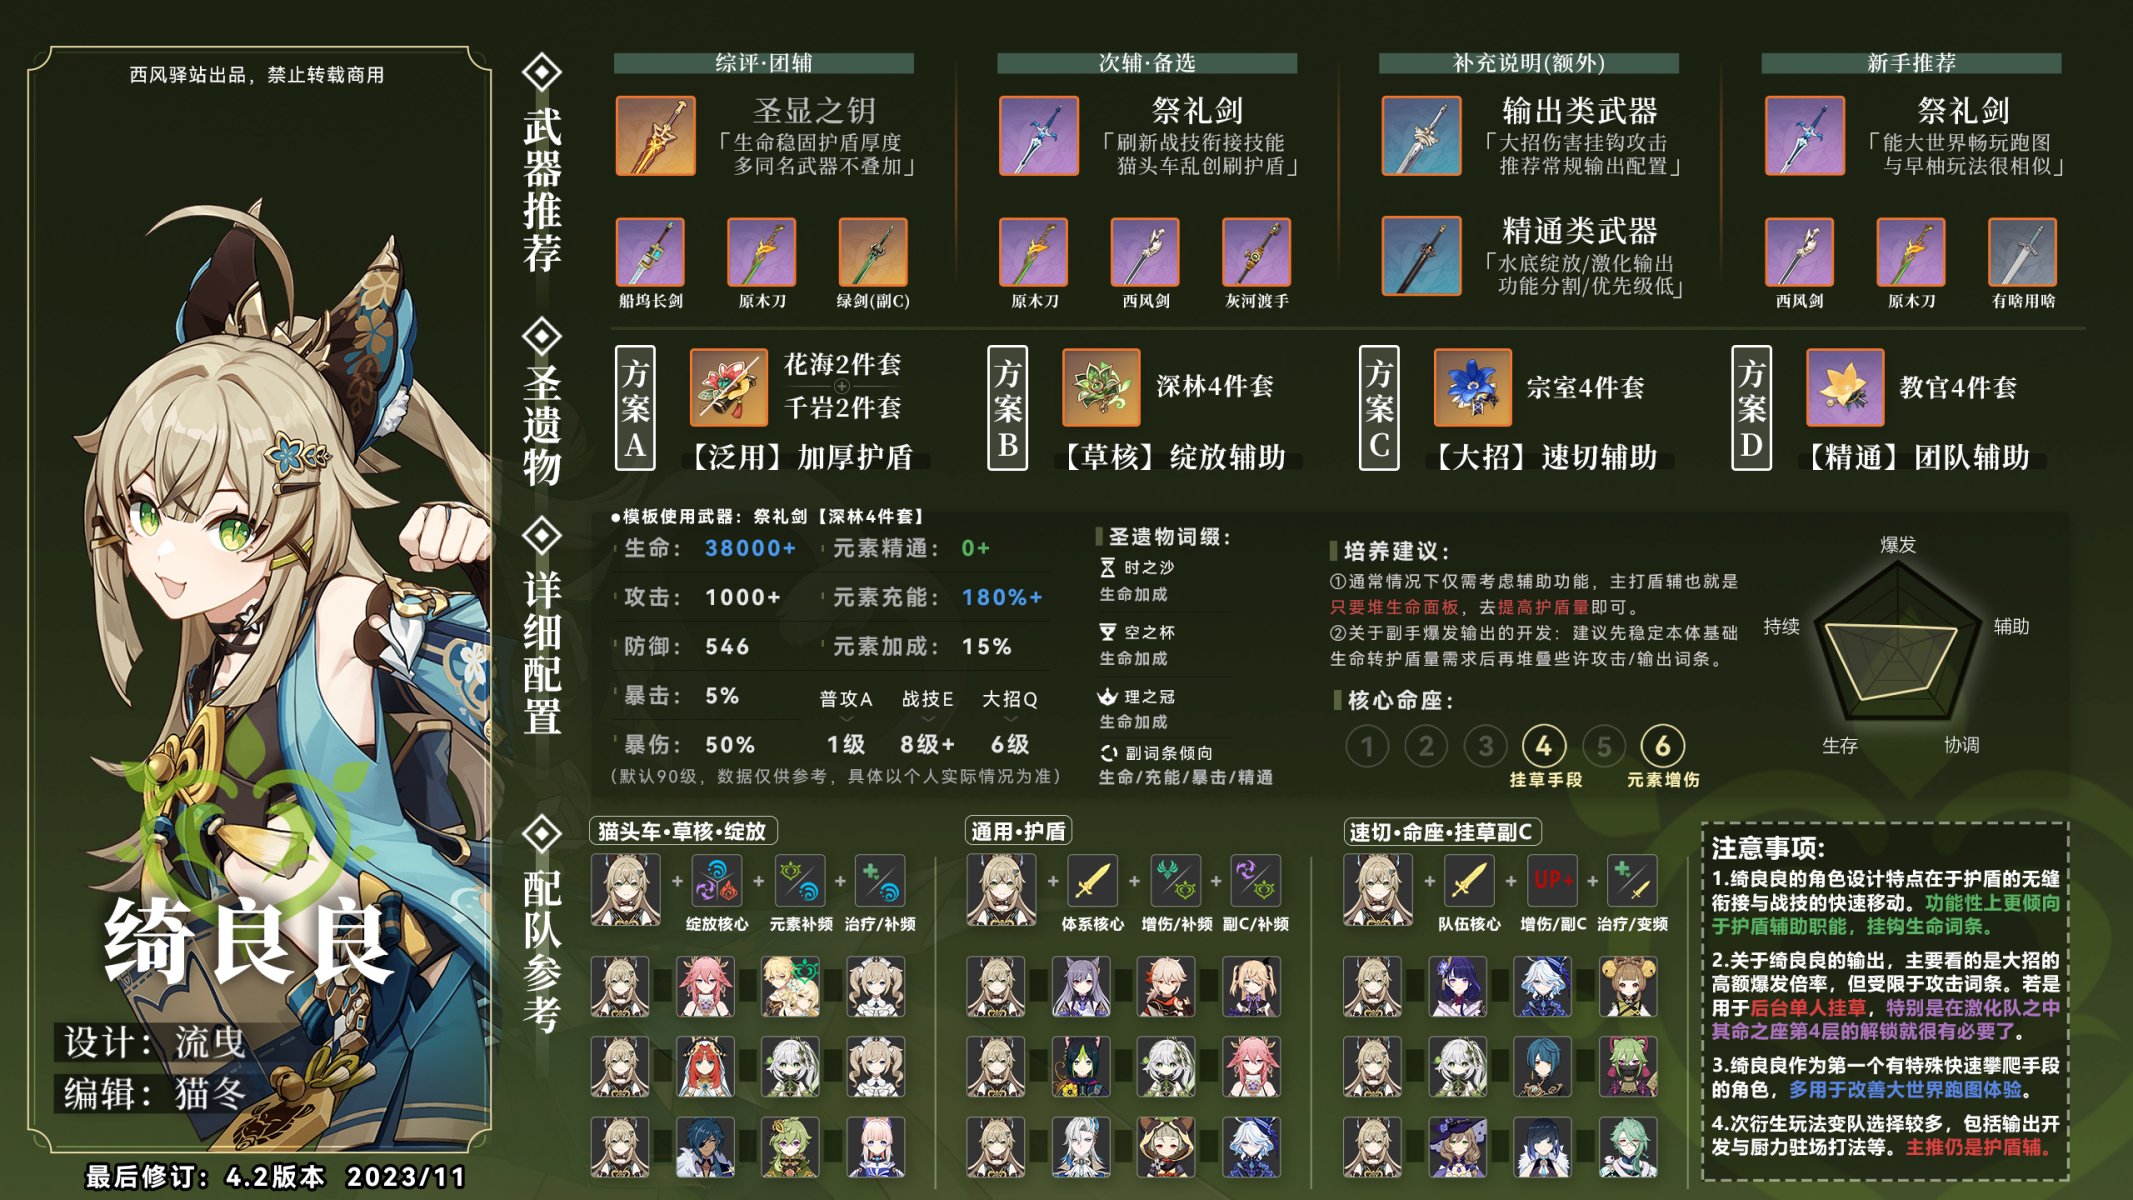 西风驿站出品，禁止转载商用
绮良良
设计：流曳
编辑：猫冬
最后修订：4.2版本 2023/11
武器推荐
综评·团辅
圣显之钥
「生命稳固护盾厚度
多同名武器不叠加」
船坞长剑
原木刀
绿剑(副C)
次辅·备选
祭礼剑
「刷新战技衔接技能
猫头车乱创刷护盾」
原木刀
西风剑
灰河渡手
补充说明(额外)
输出类武器
「大招伤害挂钩攻击
推荐常规输出配置」
精通类武器
「水底绽放/激化输出
功能分割/优先级低」
新手推荐
祭礼剑
「能大世界畅玩跑图
与早柚玩法很相似」
西风剑
原木刀
有啥用啥
圣遗物
方案A
花海2件套
千岩2件套
【泛用】加厚护盾
方案B
深林4件套
【草核】绽放辅助
方案C
宗室4件套
【大招】速切辅助
方案D
教官4件套
【精通】团队辅助
详细配置
●模板使用武器：祭礼剑【深林4件套】
生命： 38000+ 元素精通： 0+
攻击： 1000+ 元素充能： 180%+
防御： 546 元素加成： 15%
暴击： 5% 普攻A 战技E 大招Q
暴伤： 50% 1级 8级+ 6级
(默认90级，数据仅供参考，具体以个人实际情况为准)
圣遗物词缀：
时之沙
生命加成
空之杯
生命加成
理之冠
生命加成
副词条倾向
生命/充能/暴击/精通
培养建议：
①通常情况下仅需考虑辅助功能，主打盾辅也就是
只要堆生命面板，去提高护盾量即可。
②关于副手爆发输出的开发：建议先稳定本体基础
生命转护盾量需求后再堆叠些许攻击/输出词条。
核心命座：
1 2 3 4 5 6
挂草手段 元素增伤
爆发
持续
辅助
生存
协调
配队参考
猫头车·草核·绽放
+ + +
绽放核心 元素补频 治疗/补频
通用·护盾
+ + +
体系核心 增伤/补频 副C/补频
速切·命座·挂草副C
+ + UP+ +
队伍核心 增伤/副C 治疗/变频
注意事项:
1.绮良良的角色设计特点在于护盾的无缝
衔接与战技的快速移动。功能性上更倾向
于护盾辅助职能，挂钩生命词条。
2.关于绮良良的输出，主要看的是大招的
高额爆发倍率，但受限于攻击词条。若是
用于后台单人挂草，特别是在激化队之中
其命之座第4层的解锁就很有必要了。
3.绮良良作为第一个有特殊快速攀爬手段
的角色，多用于改善大世界跑图体验。
4.次衍生玩法变队选择较多，包括输出开
发与厨力驻场打法等。主推仍是护盾辅。